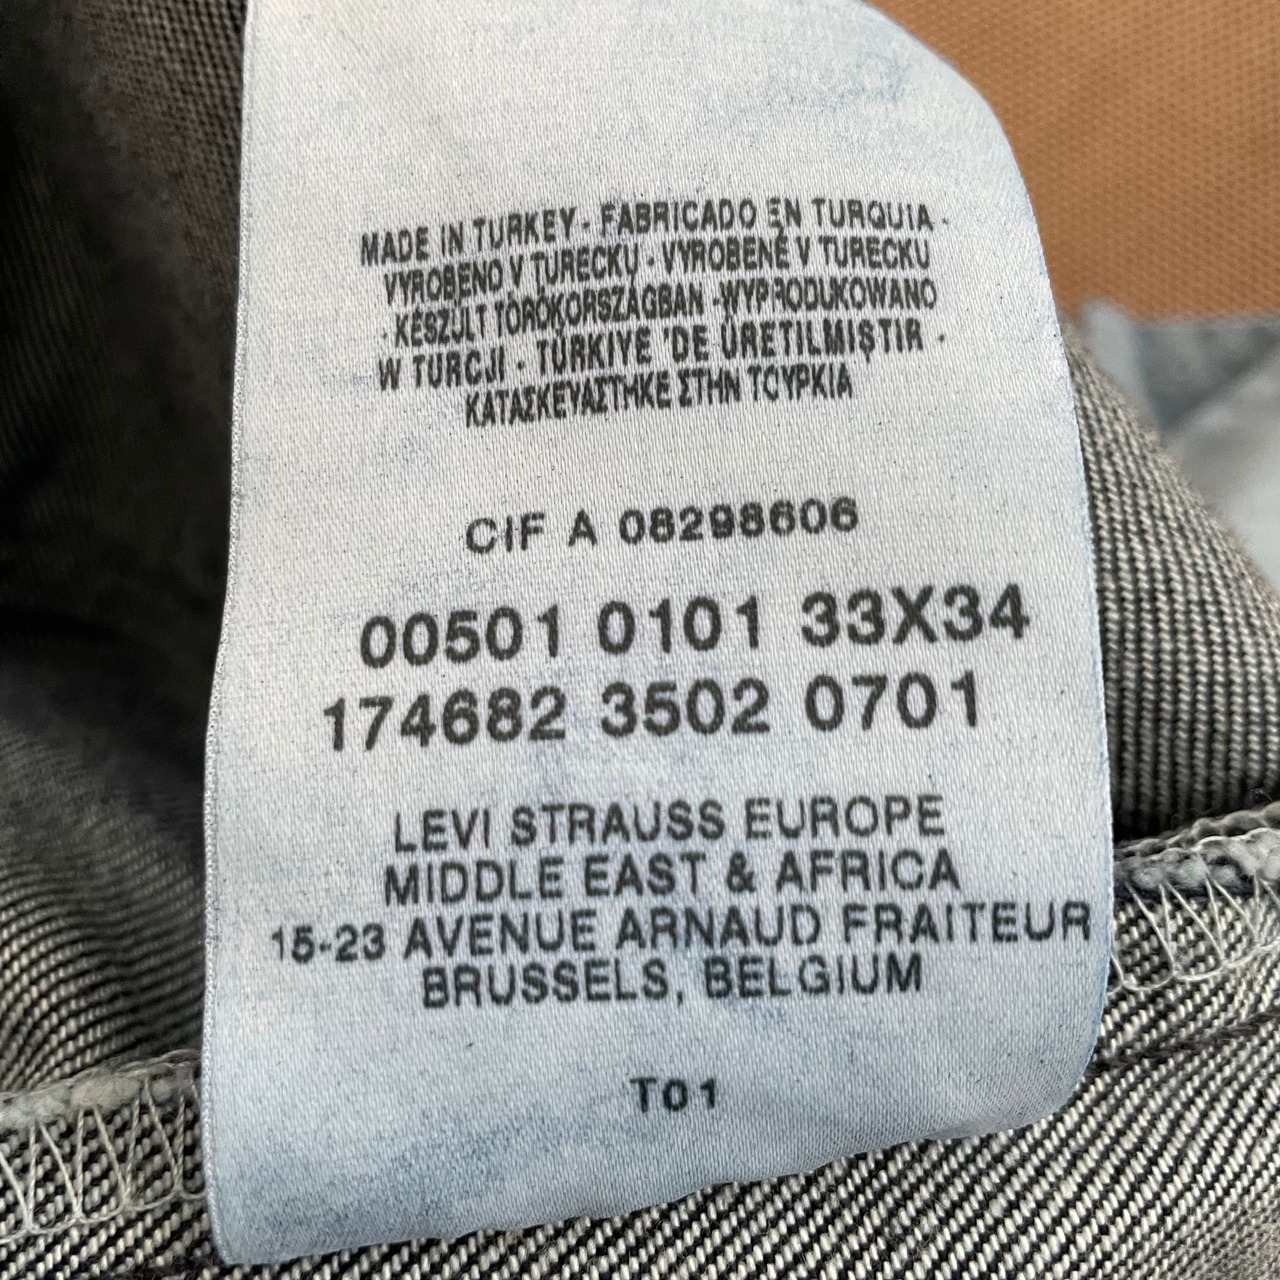 MADE IN TURKEY - FABRICADO EN TURQUIA -
VYROBENO V TURECKU - VYROBENÉ V TURECKU
- KÉSZÜLT TÖRÖKORSZÁGBAN - WYPRODUKOWANO
W TURCJI - TÜRKIYE 'DE ÜRETILMIŞTIR -
ΚΑΤΑΣΚΕΥΑΣΤΗΚΕ ΣΤΗΝ ΤΟΥΡΚΙΑ
CIF A 08298606
00501 0101 33X34
174682 3502 0701
LEVI STRAUSS EUROPE
MIDDLE EAST & AFRICA
15-23 AVENUE ARNAUD FRAITEUR
BRUSSELS, BELGIUM
T01